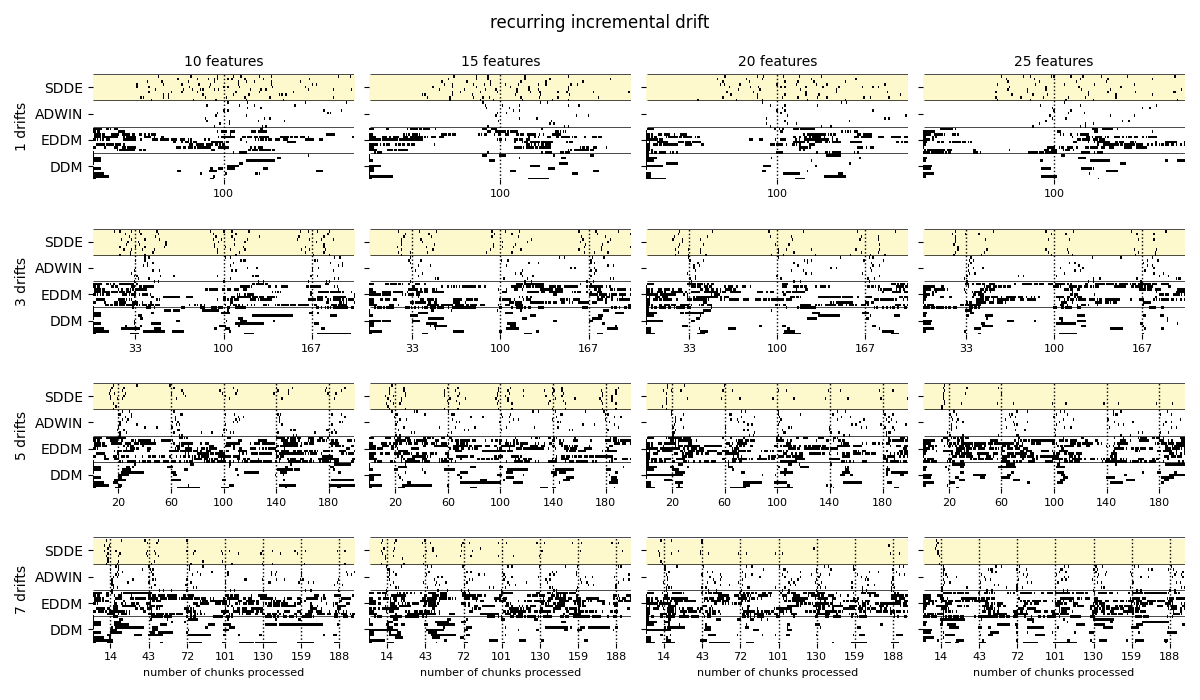 recurring incremental drift
10 features 15 features 20 features 25 features
1 drifts
SDDE
ADWIN
EDDM
DDM
100 100 100 100
3 drifts
SDDE
ADWIN
EDDM
DDM
33 100 167 33 100 167 33 100 167 33 100 167
5 drifts
SDDE
ADWIN
EDDM
DDM
20 60 100 140 180 20 60 100 140 180 20 60 100 140 180 20 60 100 140 180
7 drifts
SDDE
ADWIN
EDDM
DDM
14 43 72 101 130 159 188 14 43 72 101 130 159 188 14 43 72 101 130 159 188 14 43 72 101 130 159 188
number of chunks processed number of chunks processed number of chunks processed number of chunks processed